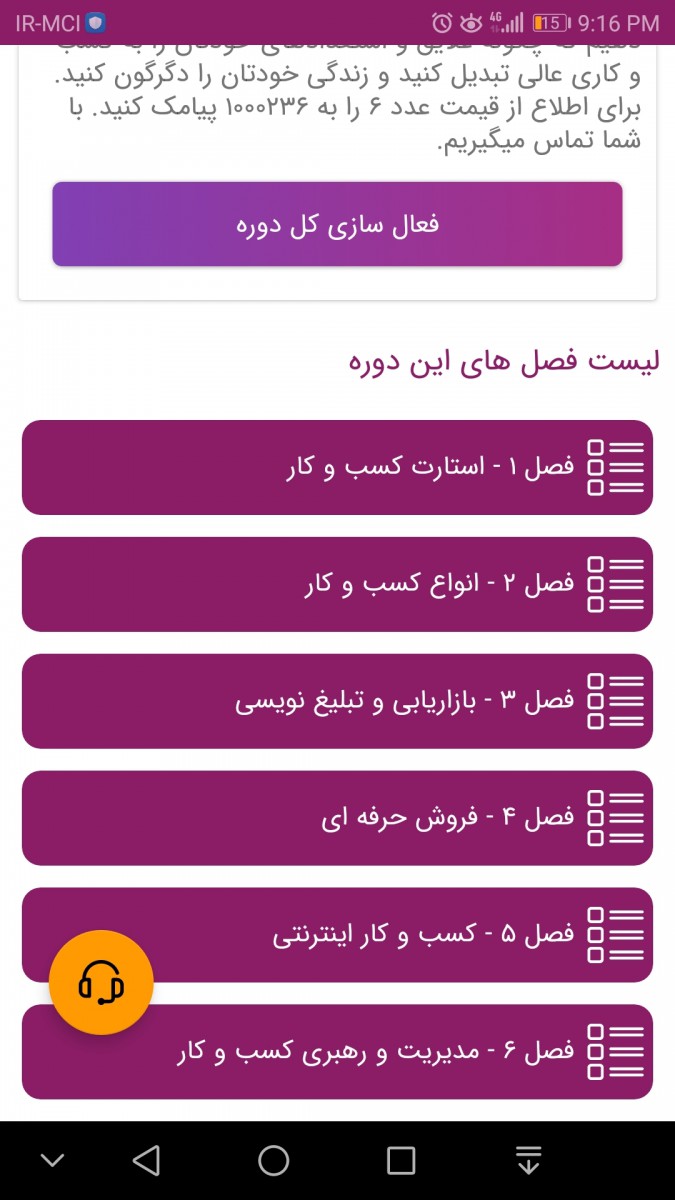 IR-MCI 4G 15 9:16 PM
و کاری عالی تبدیل کنید و زندگی خودتان را دگرگون کنید.
برای اطلاع از قیمت عدد ۶ را به ۱۰۰۰۲۳۶ پیامک کنید. با
شما تماس میگیریم.
فعال سازی کل دوره
لیست فصل های این دوره
فصل ۱ - استارت کسب و کار
فصل ۲ - انواع کسب و کار
فصل ۳ - بازاریابی و تبلیغ نویسی
فصل ۴ - فروش حرفه ای
فصل ۵ - کسب و کار اینترنتی
فصل ۶ - مدیریت و رهبری کسب و کار